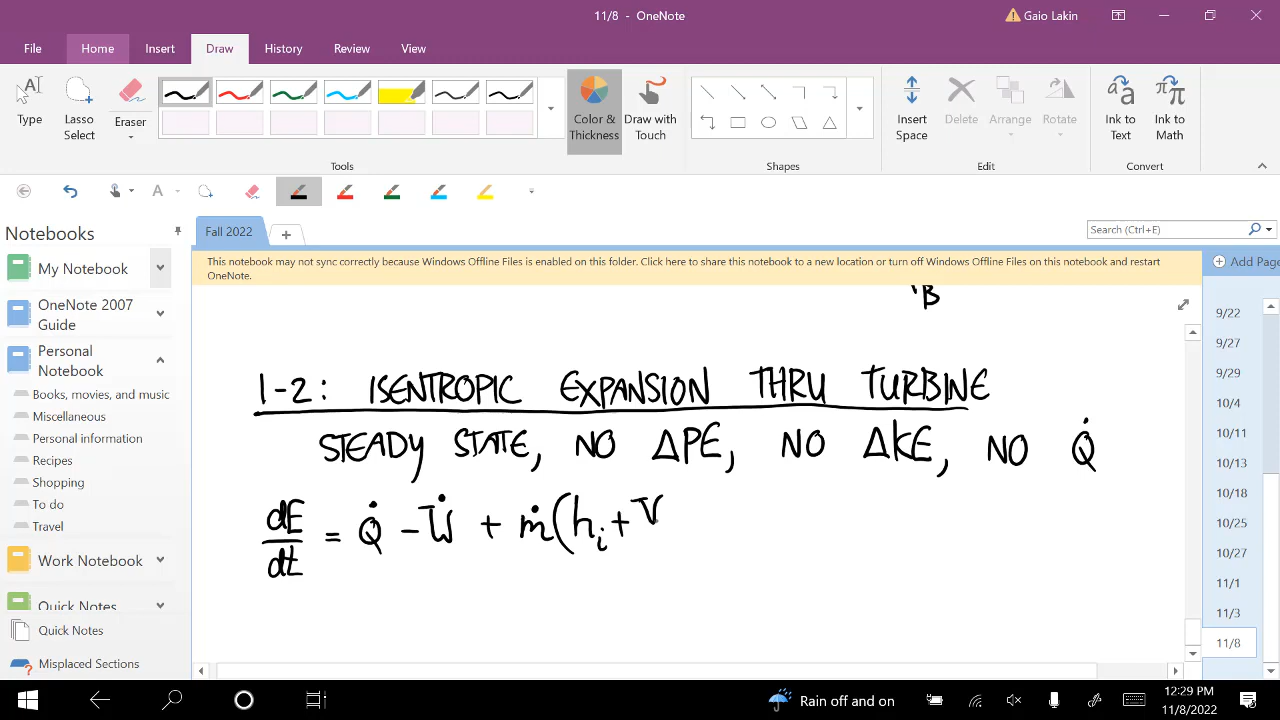 11/8 - OneNote
Gaio Lakin
File Home Insert Draw History Review View
Type
Lasso Select
Eraser
Color & Thickness
Draw with Touch
Insert Space
Delete
Arrange
Rotate
Ink to Text
Ink to Math
Tools
Shapes
Edit
Convert
Notebooks
Fall 2022
Search (Ctrl+E)
This notebook may not sync correctly because Windows Offline Files is enabled on this folder. Click here to share this notebook to a new location or turn off Windows Offline Files on this notebook and restart
OneNote.
Add Page
My Notebook
OneNote 2007
Guide
Personal
Notebook
Books, movies, and music
Miscellaneous
Personal information
Recipes
Shopping
To do
Travel
Work Notebook
Quick Notes
Quick Notes
Misplaced Sections
B
1-2: ISENTROPIC EXPANSION THRU TURBINE
STEADY STATE, NO ΔPE, NO ΔKE, NO Q̇
dE/dt = Q̇ - Ẇ + ṁ(hᵢ + V
9/22
9/27
9/29
10/4
10/11
10/13
10/18
10/25
10/27
11/1
11/3
11/8
Rain off and on
12:29 PM
11/8/2022